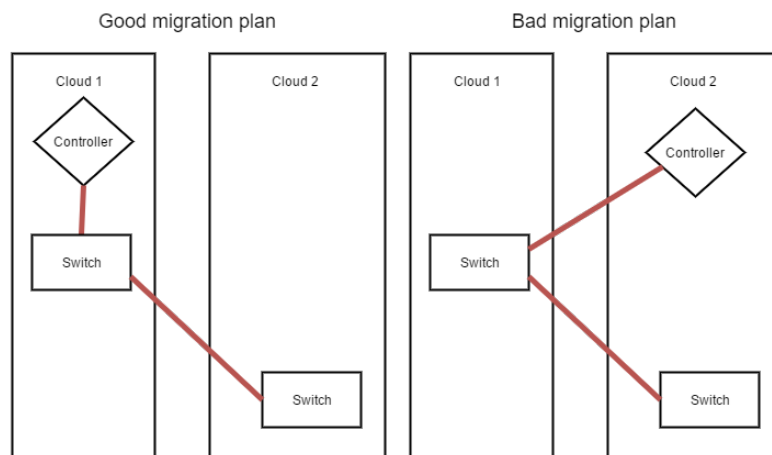 Good migration plan
Bad migration plan
Cloud 1
Cloud 2
Controller
Switch
Switch
Cloud 1
Cloud 2
Controller
Switch
Switch